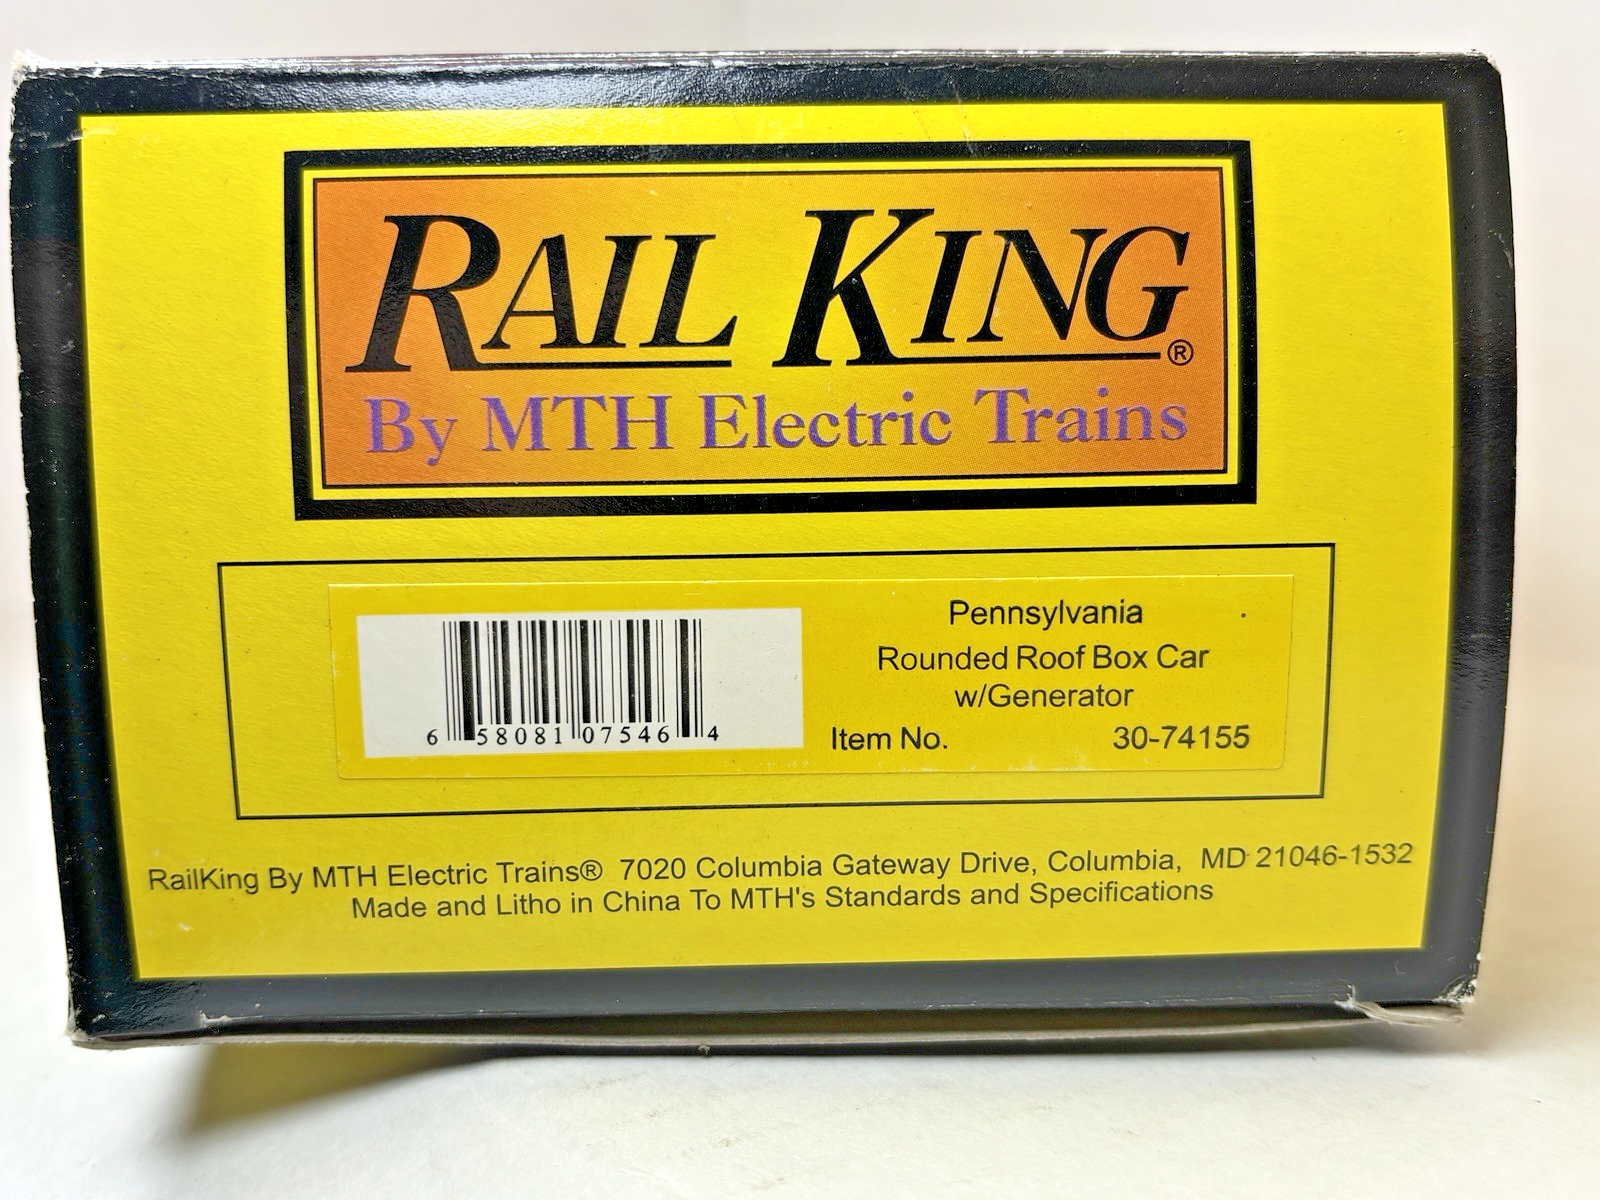 RAIL KING®
By MTH Electric Trains
Pennsylvania
Rounded Roof Box Car
w/Generator
Item No. 30-74155
6 58081 07546 4
RailKing By MTH Electric Trains® 7020 Columbia Gateway Drive, Columbia, MD 21046-1532
Made and Litho in China To MTH's Standards and Specifications